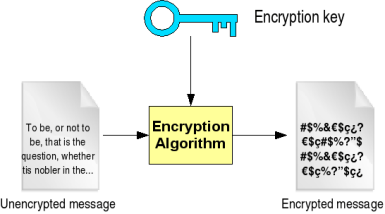 Encryption key
To be, or not to
be, that is the
question, whether
tis nobler in the...
Encryption
Algorithm
#$%&€$ç¿?
€$ç#$%?"$
#$%&€$ç¿?
€$ç%?"$ç¿
Unencrypted message
Encrypted message